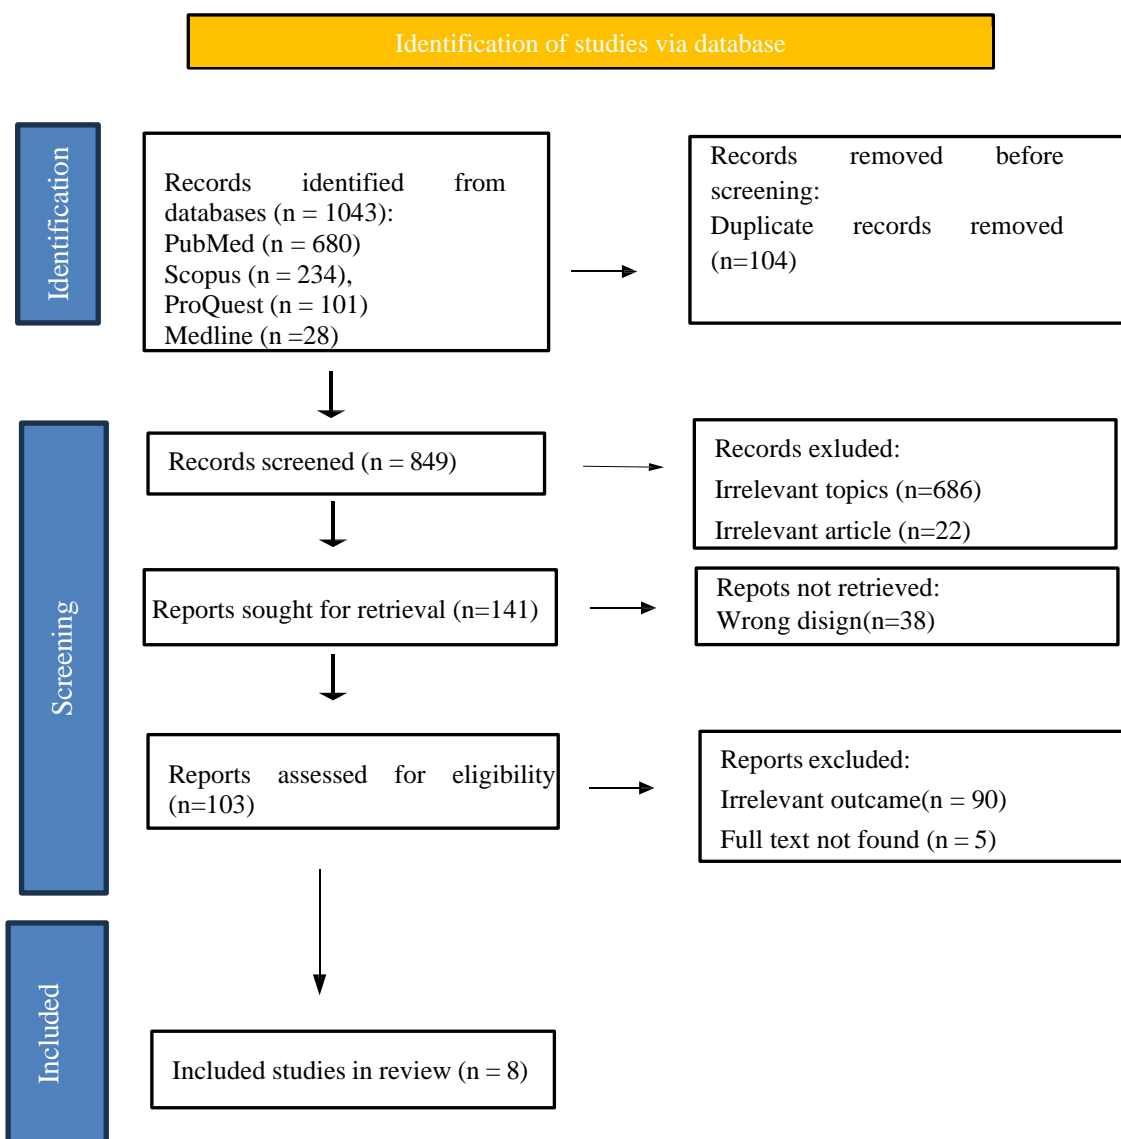 Identification of studies via database
Identification
Records identified from
databases (n = 1043):
PubMed (n = 680)
Scopus (n = 234),
ProQuest (n = 101)
Medline (n =28)
Records removed before
screening:
Duplicate records removed
(n=104)
Screening
Records screened (n = 849)
Records exluded:
Irrelevant topics (n=686)
Irrelevant article (n=22)
Reports sought for retrieval (n=141)
Repots not retrieved:
Wrong disign(n=38)
Reports assessed for eligibility
(n=103)
Reports excluded:
Irrelevant outcame(n = 90)
Full text not found (n = 5)
Included
Included studies in review (n = 8)